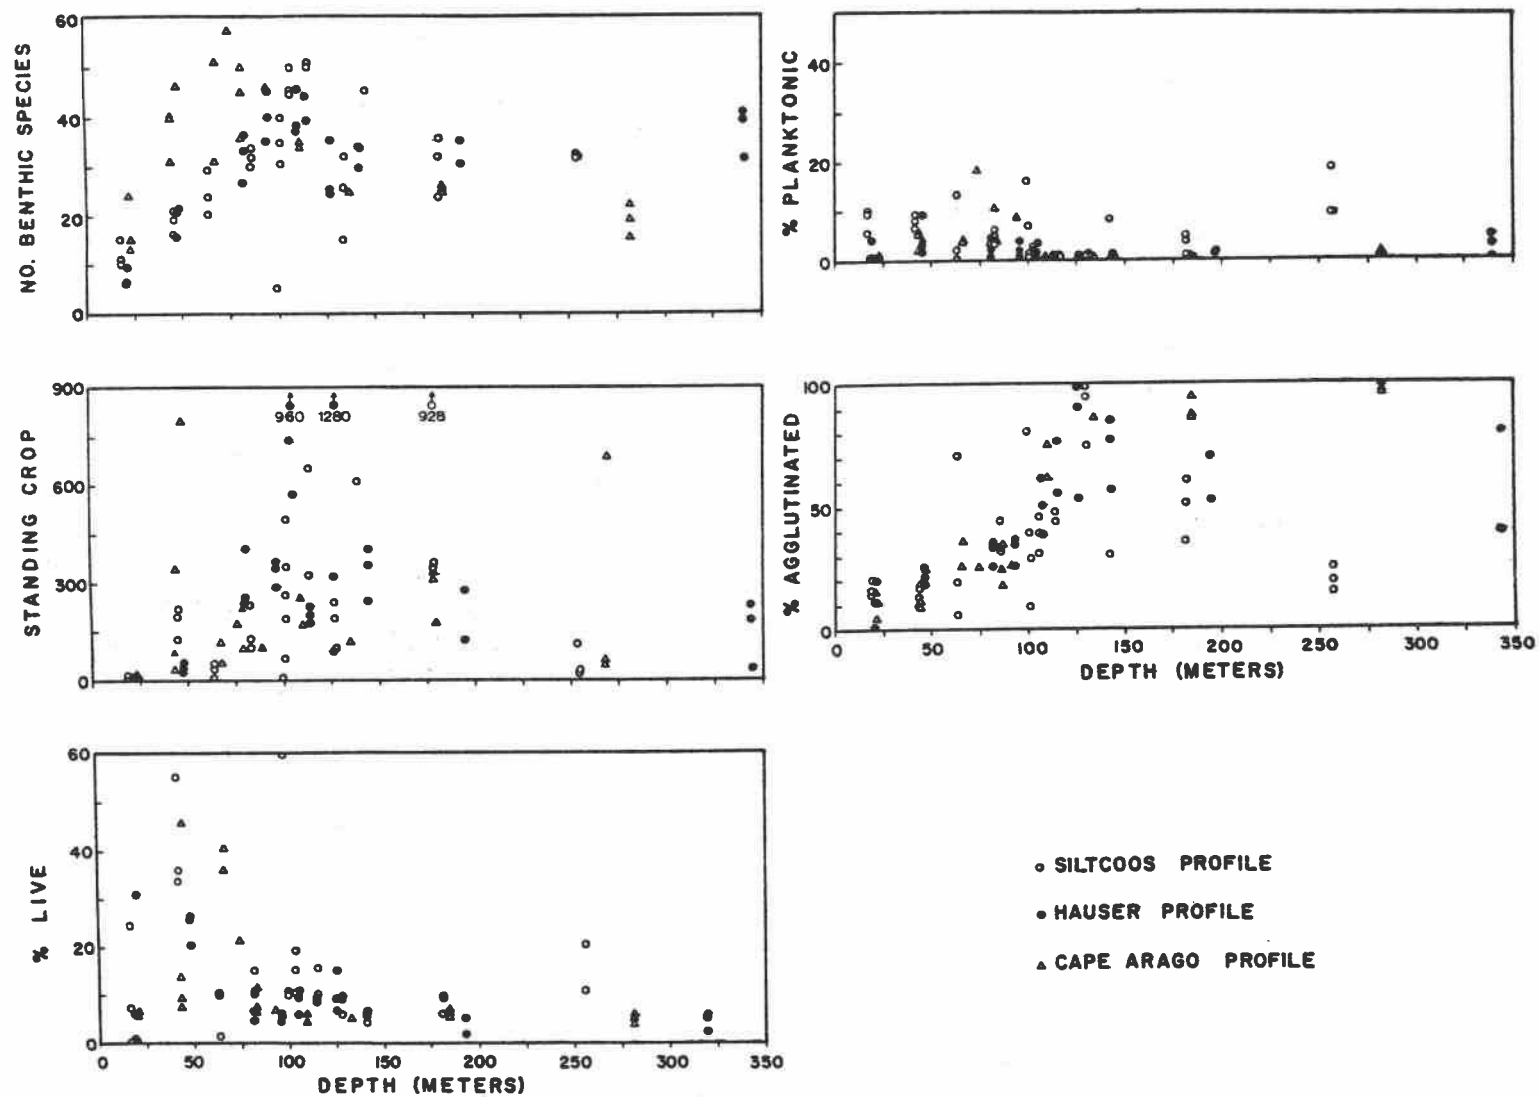 NO. BENTHIC SPECIES
60
40
20
0
% PLANKTONIC
40
20
0
STANDING CROP
900
600
300
0
960
1280
928
% AGGLUTINATED
100
50
0
0 50 100 150 200 250 300 350
DEPTH (METERS)
% LIVE
60
40
20
0
0 50 100 150 200 250 300 350
DEPTH (METERS)
SILTCOOS PROFILE
HAUSER PROFILE
CAPE ARAGO PROFILE